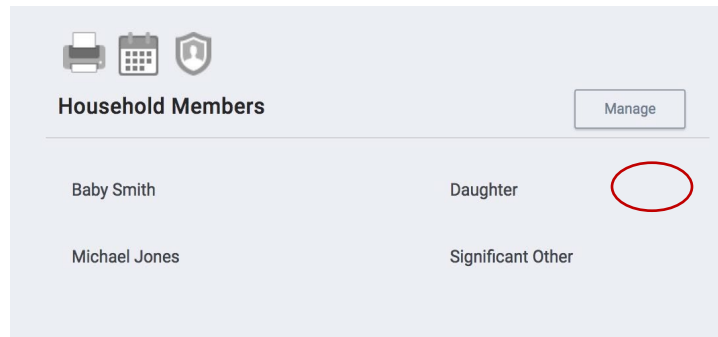 Household Members
Manage
Baby Smith Daughter
Michael Jones Significant Other